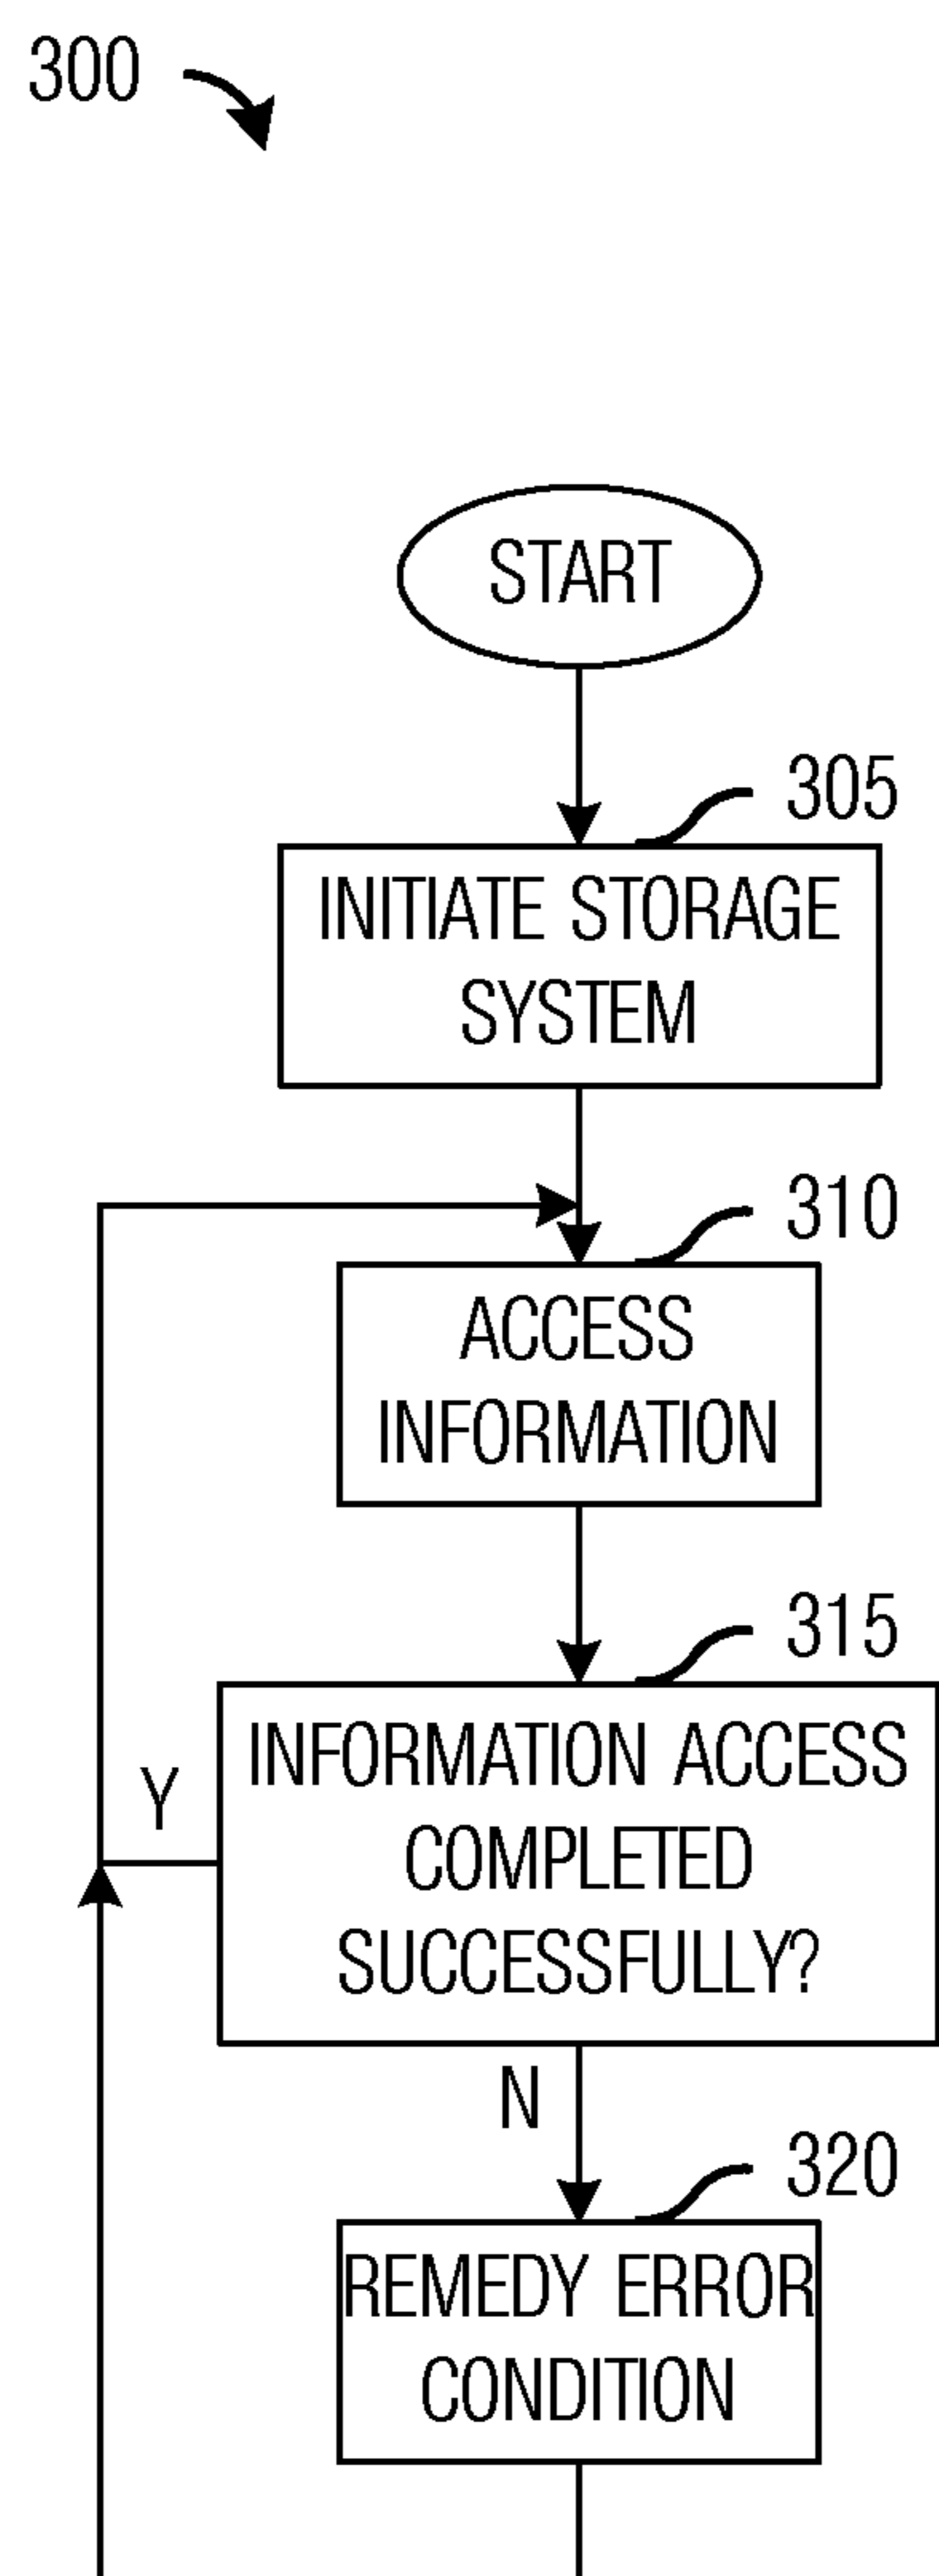 300
START
305
INITIATE STORAGE
SYSTEM
310
ACCESS
INFORMATION
315
INFORMATION ACCESS
COMPLETED
SUCCESSFULLY?
Y
N
320
REMEDY ERROR
CONDITION